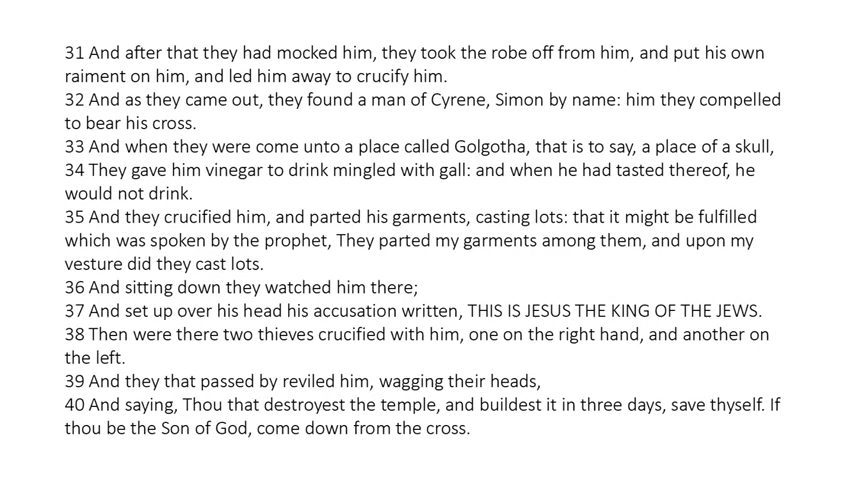 31 And after that they had mocked him, they took the robe off from him, and put his own
raiment on him, and led him away to crucify him.
32 And as they came out, they found a man of Cyrene, Simon by name: him they compelled
to bear his cross.
33 And when they were come unto a place called Golgotha, that is to say, a place of a skull,
34 They gave him vinegar to drink mingled with gall: and when he had tasted thereof, he
would not drink.
35 And they crucified him, and parted his garments, casting lots: that it might be fulfilled
which was spoken by the prophet, They parted my garments among them, and upon my
vesture did they cast lots.
36 And sitting down they watched him there;
37 And set up over his head his accusation written, THIS IS JESUS THE KING OF THE JEWS.
38 Then were there two thieves crucified with him, one on the right hand, and another on
the left.
39 And they that passed by reviled him, wagging their heads,
40 And saying, Thou that destroyest the temple, and buildest it in three days, save thyself. If
thou be the Son of God, come down from the cross.